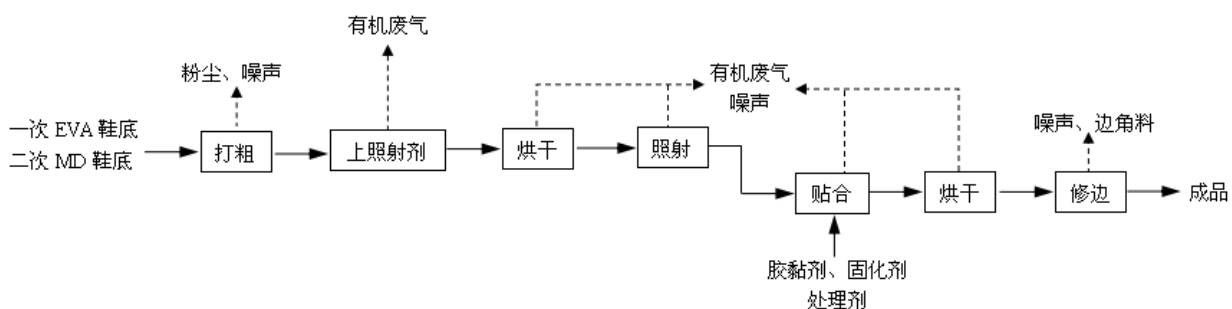 有机废气
粉尘、噪声
有机废气
噪声
噪声、边角料
一次 EVA 鞋底
二次 MD 鞋底
打粗
上照射剂
烘干
照射
贴合
烘干
修边
成品
胶黏剂、固化剂
处理剂